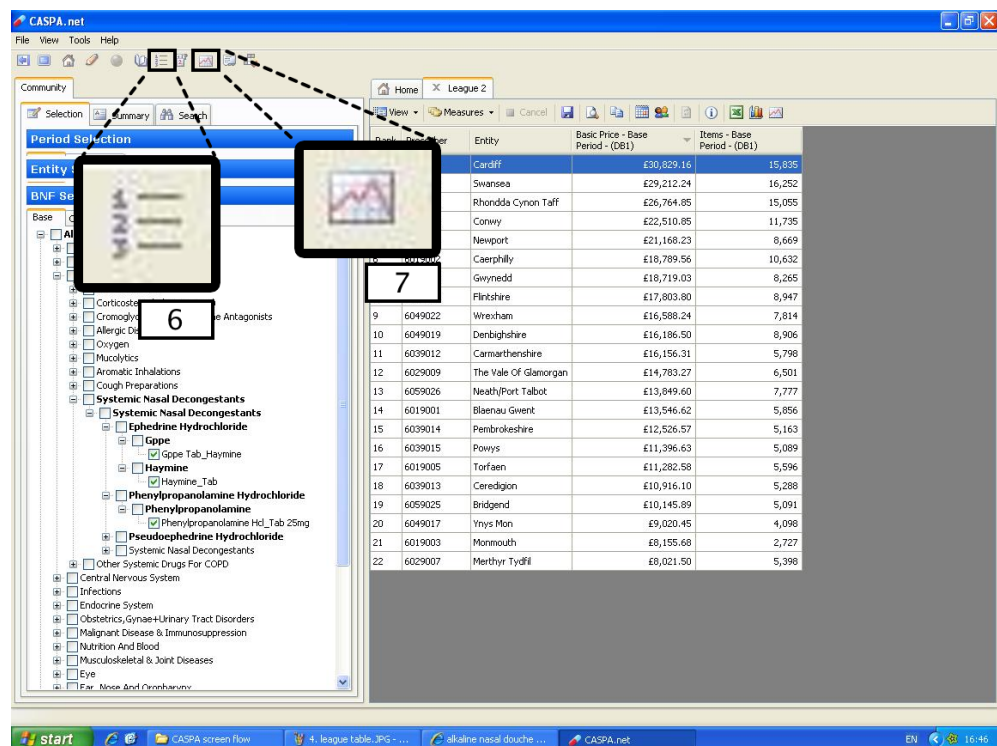 CASPA.net
File View Tools Help
Community
Home League 2
Selection Summary Search
View Measures Cancel
Period Selection
Rank Entity Basic Price - Base Period - (DB1) Items - Base Period - (DB1)
Entity
BNF Se
Base
Cardiff £30,829.16 15,835
Swansea £29,212.24 16,252
Rhondda Cynon Taff £26,764.85 15,055
Conwy £22,510.85 11,735
Newport £21,168.23 8,669
Caerphilly £18,789.56 10,632
Gwynedd £18,719.03 8,265
Flintshire £17,803.80 8,947
9 6049022 Wrexham £16,588.24 7,814
10 6049019 Denbighshire £16,186.50 8,906
11 6039012 Carmarthenshire £16,156.31 5,798
12 6029009 The Vale Of Glamorgan £14,783.27 6,501
13 6059026 Neath/Port Talbot £13,849.60 7,777
14 6019001 Blaenau Gwent £13,546.62 5,856
15 6039014 Pembrokeshire £12,526.57 5,163
16 6039015 Powys £11,396.63 5,089
17 6019005 Torfaen £11,282.58 5,596
18 6039013 Ceredigion £10,916.10 5,288
19 6059025 Bridgend £10,145.89 5,091
20 6049017 Ynys Mon £9,020.45 4,098
21 6019003 Monmouth £8,155.68 2,727
22 6029007 Merthyr Tydfil £8,021.50 5,398
6
7
Antagonists
Oxygen
Mucolytics
Aromatic Inhalations
Cough Preparations
Systemic Nasal Decongestants
Systemic Nasal Decongestants
Ephedrine Hydrochloride
Gppe
Gppe Tab_Haymine
Haymine
Haymine_Tab
Phenylpropanolamine Hydrochloride
Phenylpropanolamine
Phenylpropanolamine Hcl_Tab 25mg
Pseudoephedrine Hydrochloride
Systemic Nasal Decongestants
Other Systemic Drugs For COPD
Central Nervous System
Infections
Endocrine System
Obstetrics,Gynae+Urinary Tract Disorders
Malignant Disease & Immunosuppression
Nutrition And Blood
Musculoskeletal & Joint Diseases
Eye
Ear, Nose And Oropharynx
start CASPA screen flow 4. league table.JPG - ... alkaline nasal douche ... CASPA.net EN 16:46